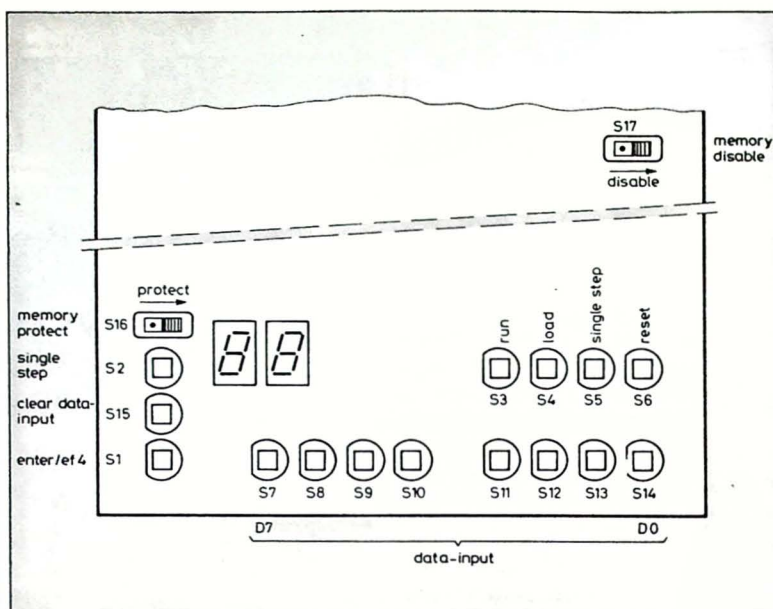 S17
memory
disable
disable
protect
memory
protect
S16
single
step
S2
clear data-
input
S15
enter/ef4
S1
88
run
load
single step
reset
S3
S4
S5
S6
S7
S8
S9
S10
S11
S12
S13
S14
D7
D0
data-input